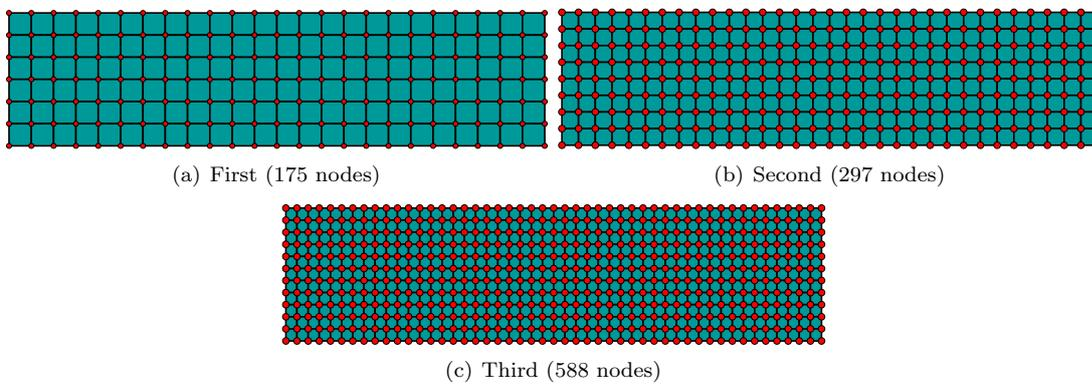 (a) First (175 nodes)
(b) Second (297 nodes)
(c) Third (588 nodes)